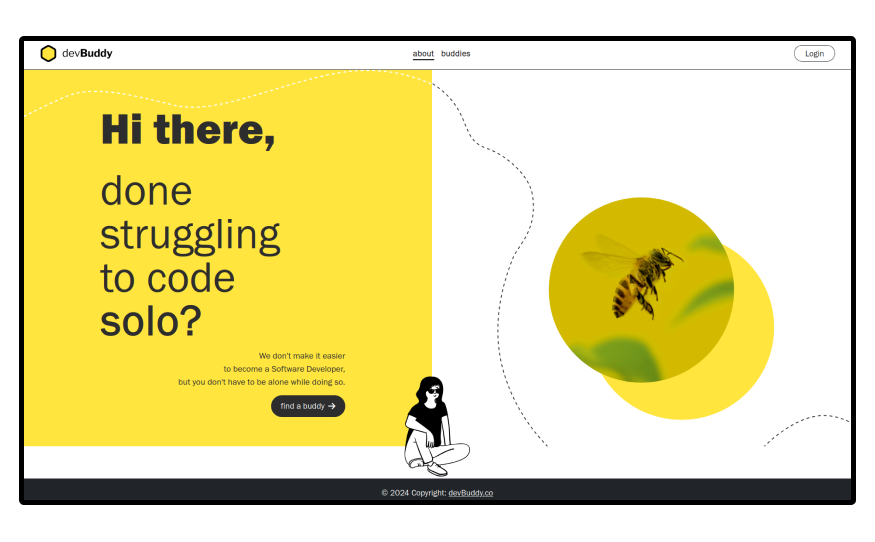 devBuddy
about buddies
Login
Hi there,
done
struggling
to code
solo?
We don't make it easier
to become a Software Developer,
but you don't have to be alone while doing so.
find a buddy →
© 2024 Copyright: devBuddy.co